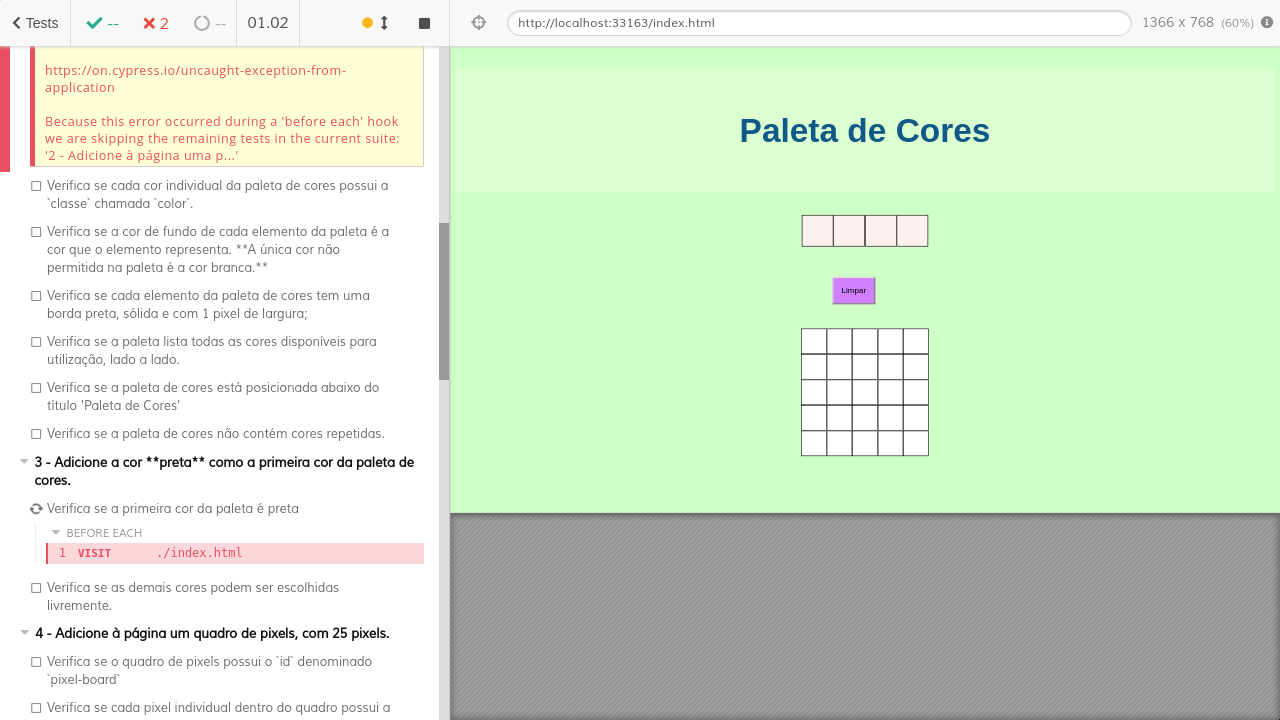 Tests
--
2
--
01.02
http://localhost:33163/index.html
1366 x 768 (60%)
https://on.cypress.io/uncaught-exception-from-
application
Because this error occurred during a 'before each' hook
we are skipping the remaining tests in the current suite:
'2 - Adicione à página uma p...'
Verifica se cada cor individual da paleta de cores possui a
`classe` chamada `color`.
Verifica se a cor de fundo de cada elemento da paleta é a
cor que o elemento representa. **A única cor não
permitida na paleta é a cor branca.**
Verifica se cada elemento da paleta de cores tem uma
borda preta, sólida e com 1 pixel de largura;
Verifica se a paleta lista todas as cores disponíveis para
utilização, lado a lado.
Verifica se a paleta de cores está posicionada abaixo do
título 'Paleta de Cores'
Verifica se a paleta de cores não contém cores repetidas.
3 - Adicione a cor **preta** como a primeira cor da paleta de
cores.
Verifica se a primeira cor da paleta é preta
BEFORE EACH
1 VISIT ./index.html
Verifica se as demais cores podem ser escolhidas
livremente.
4 - Adicione à página um quadro de pixels, com 25 pixels.
Verifica se o quadro de pixels possui o `id` denominado
`pixel-board`
Verifica se cada pixel individual dentro do quadro possui a
Paleta de Cores
Limpar